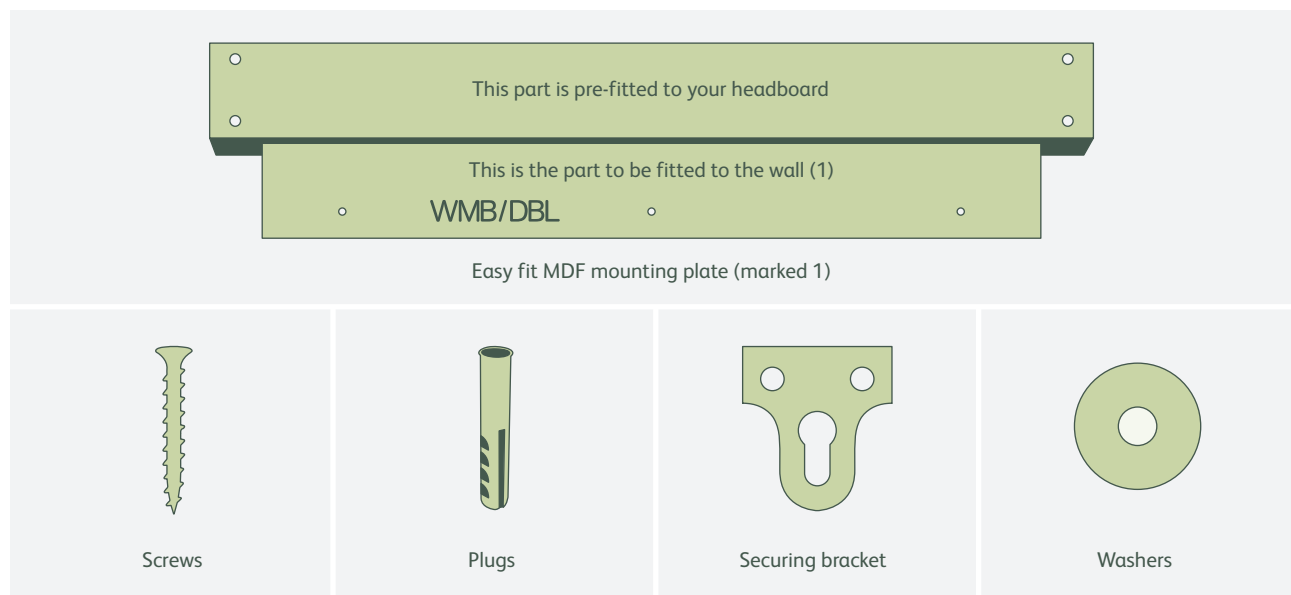 This part is pre-fitted to your headboard
This is the part to be fitted to the wall (1)
WMB/DBL
Easy fit MDF mounting plate (marked 1)
Screws
Plugs
Securing bracket
Washers